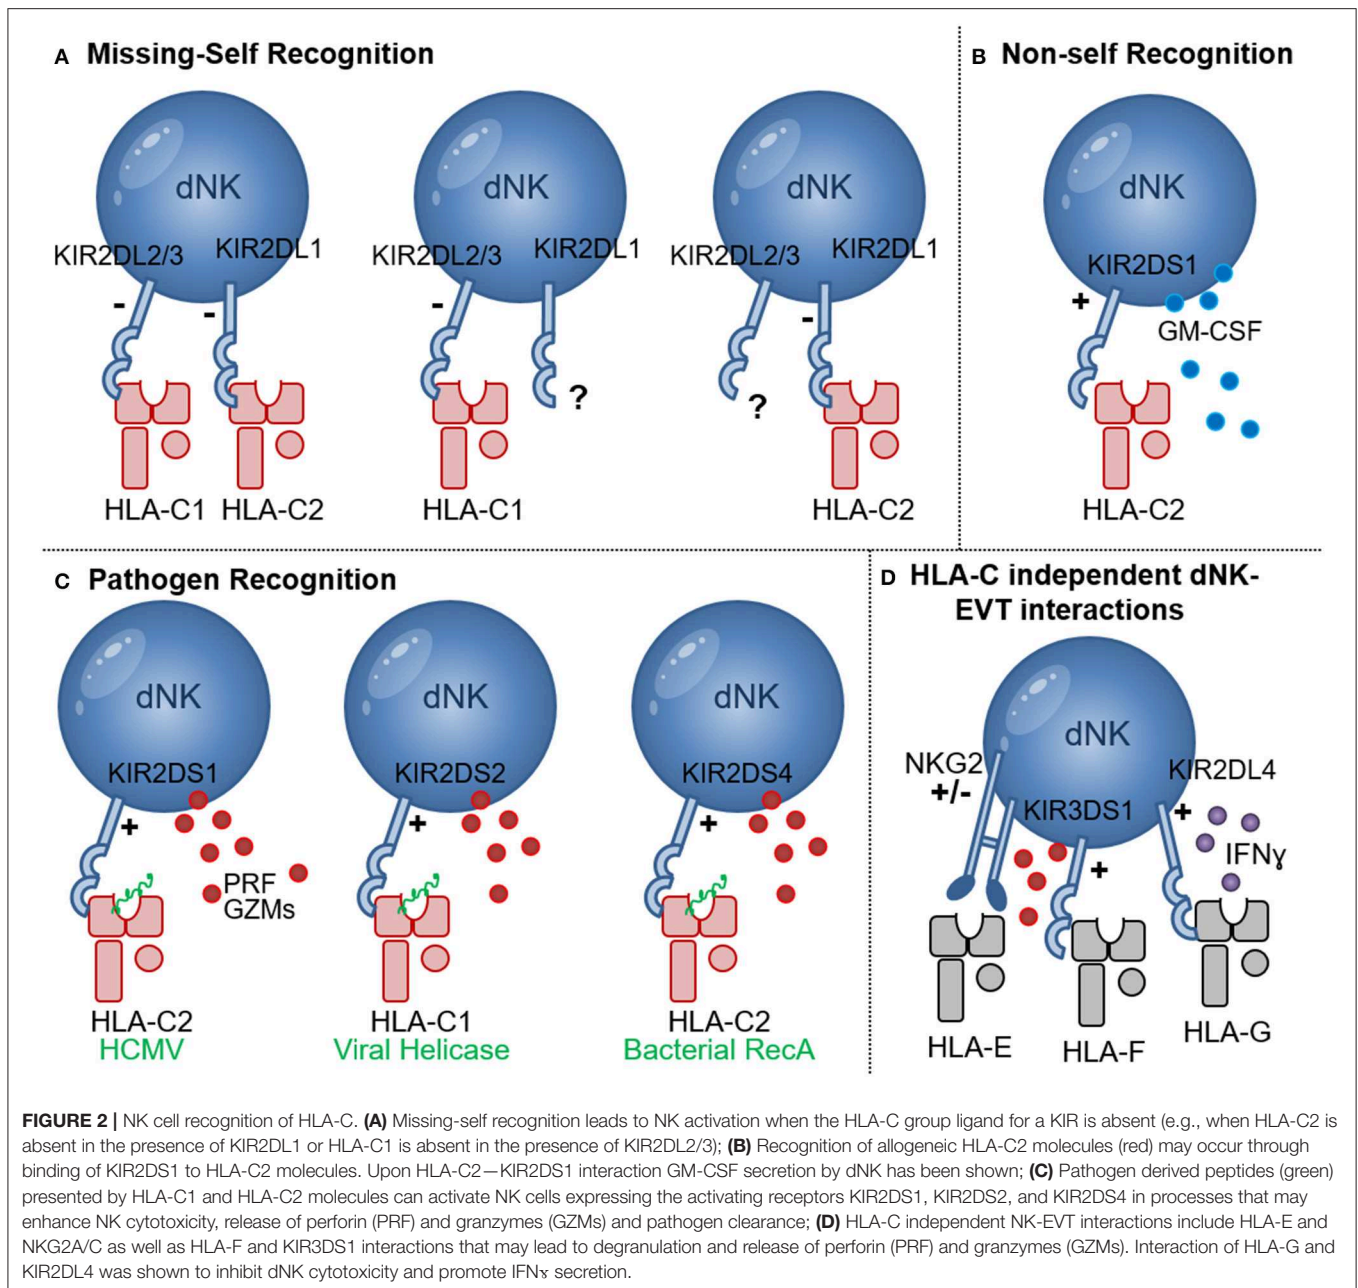 A Missing-Self Recognition
dNK
KIR2DL2/3
KIR2DL1
-
-
HLA-C1
HLA-C2
dNK
KIR2DL2/3
KIR2DL1
-
?
HLA-C1
dNK
KIR2DL2/3
KIR2DL1
-
?
HLA-C2
B Non-self Recognition
dNK
KIR2DS1
+
GM-CSF
HLA-C2
C Pathogen Recognition
dNK
KIR2DS1
+
PRF
GZMs
HLA-C2
HCMV
dNK
KIR2DS2
+
HLA-C1
Viral Helicase
dNK
KIR2DS4
+
HLA-C2
Bacterial RecA
D HLA-C independent dNK-
EVT interactions
dNK
NKG2
+/-
KIR3DS1
+
KIR2DL4
+
IFNɣ
HLA-E
HLA-F
HLA-G
FIGURE 2 | NK cell recognition of HLA-C. (A) Missing-self recognition leads to NK activation when the HLA-C group ligand for a KIR is absent (e.g., when HLA-C2 is
absent in the presence of KIR2DL1 or HLA-C1 is absent in the presence of KIR2DL2/3); (B) Recognition of allogeneic HLA-C2 molecules (red) may occur through
binding of KIR2DS1 to HLA-C2 molecules. Upon HLA-C2—KIR2DS1 interaction GM-CSF secretion by dNK has been shown; (C) Pathogen derived peptides (green)
presented by HLA-C1 and HLA-C2 molecules can activate NK cells expressing the activating receptors KIR2DS1, KIR2DS2, and KIR2DS4 in processes that may
enhance NK cytotoxicity, release of perforin (PRF) and granzymes (GZMs) and pathogen clearance; (D) HLA-C independent NK-EVT interactions include HLA-E and
NKG2A/C as well as HLA-F and KIR3DS1 interactions that may lead to degranulation and release of perforin (PRF) and granzymes (GZMs). Interaction of HLA-G and
KIR2DL4 was shown to inhibit dNK cytotoxicity and promote IFNɤ secretion.